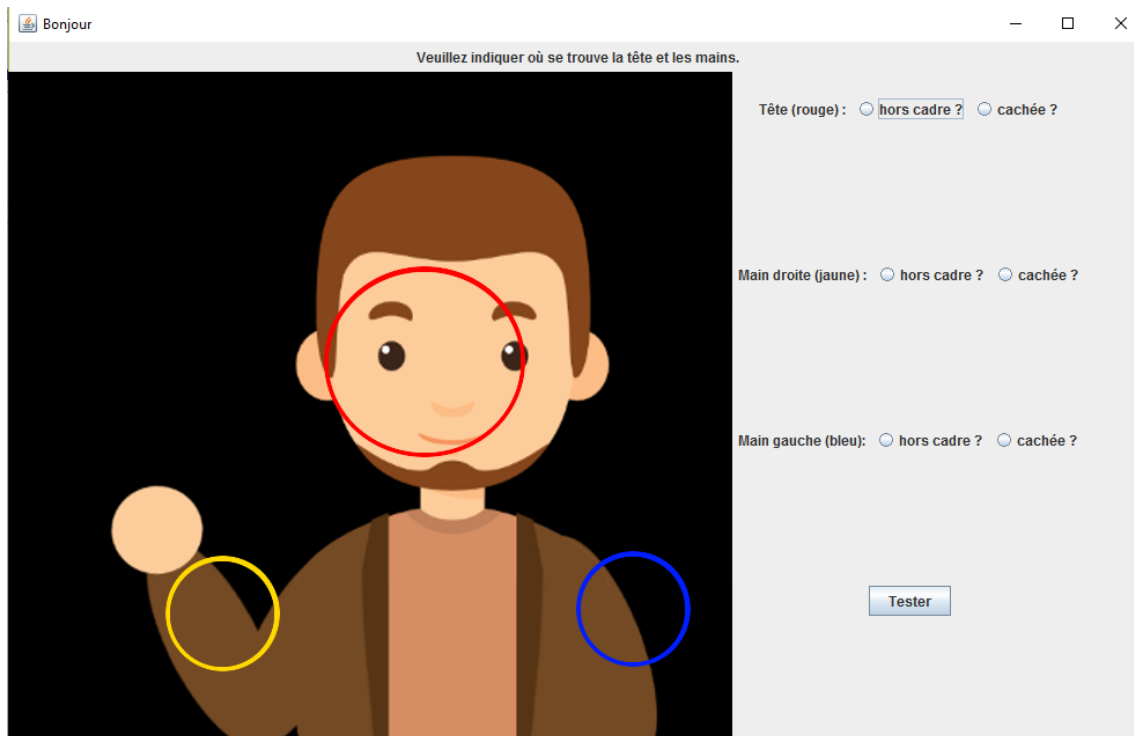 Bonjour
Veuillez indiquer où se trouve la tête et les mains.
Tête (rouge) : hors cadre ? cachée ?
Main droite (jaune) : hors cadre ? cachée ?
Main gauche (bleu): hors cadre ? cachée ?
Tester